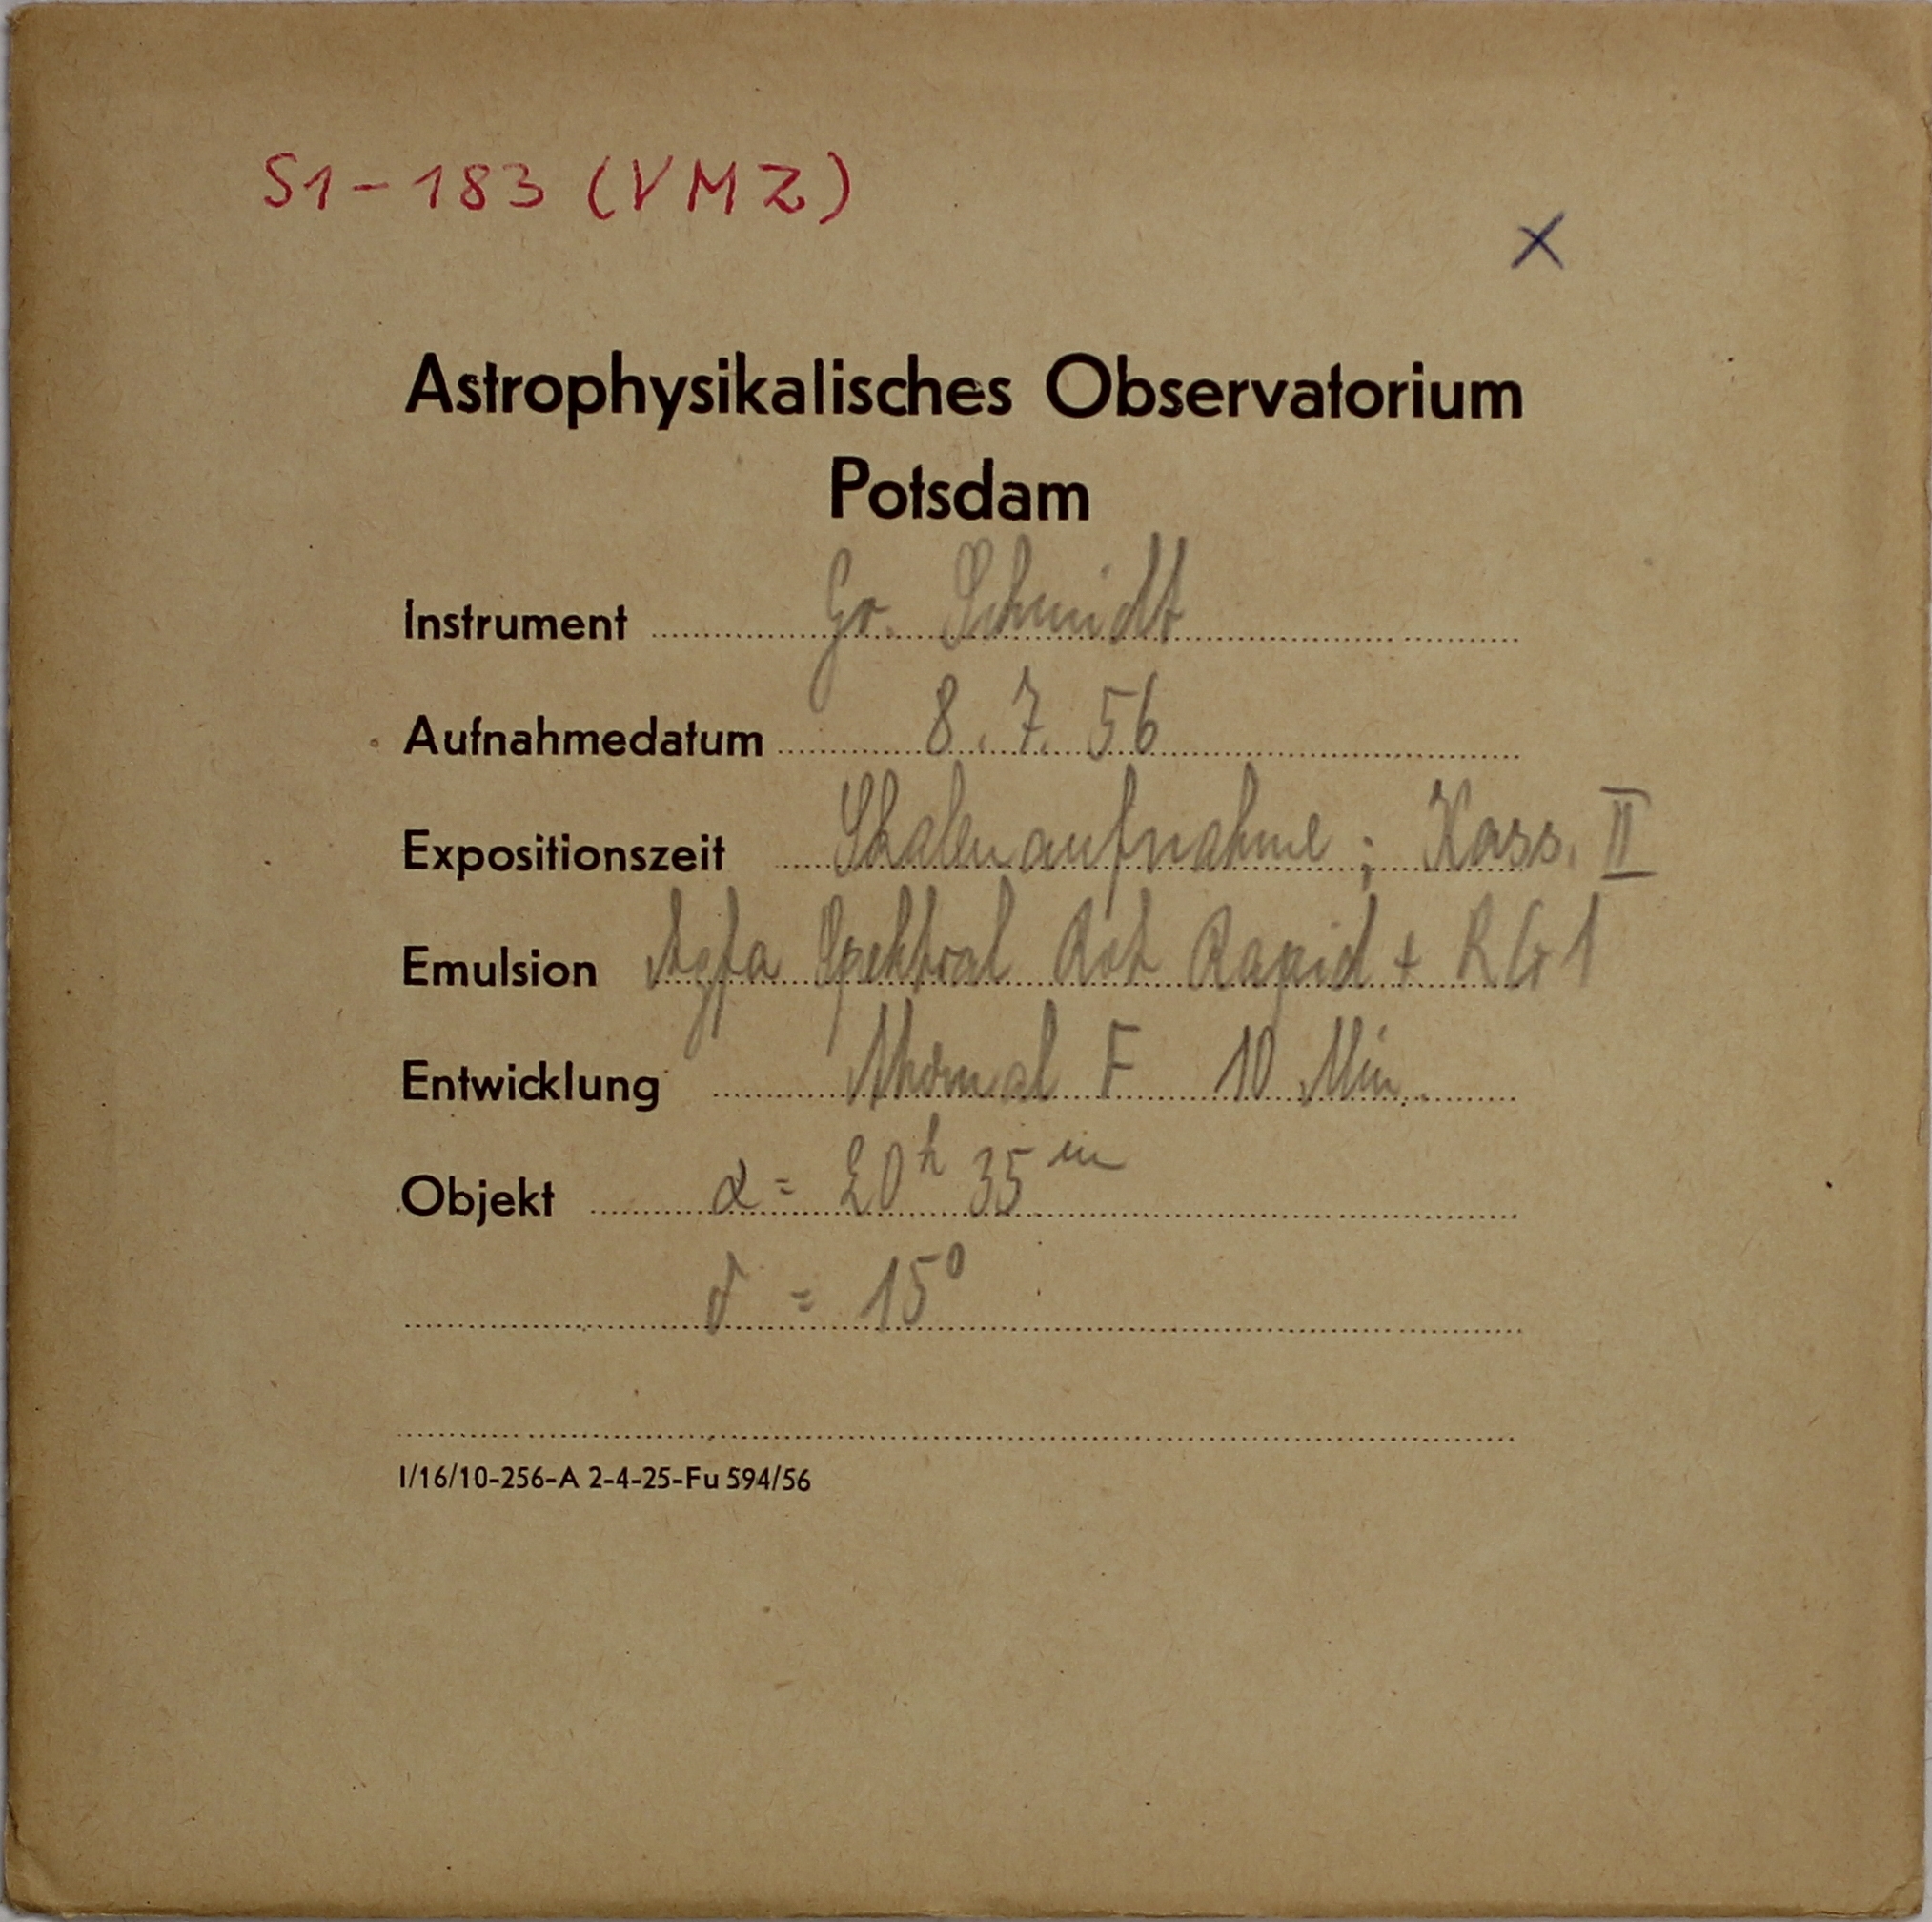 S1-183 (VMZ)
X
Astrophysikalisches Observatorium
Potsdam
Instrument Gr. Schmidt
Aufnahmedatum 8. 7. 56
Expositionszeit Skalenaufnahme ; Kass. II
Emulsion Agfa Spektral Rot Rapid + RG1
Entwicklung F 10 Min.
Objekt α = 20h 35m
δ = 15°
I/16/10-256-A 2-4-25-Fu 594/56